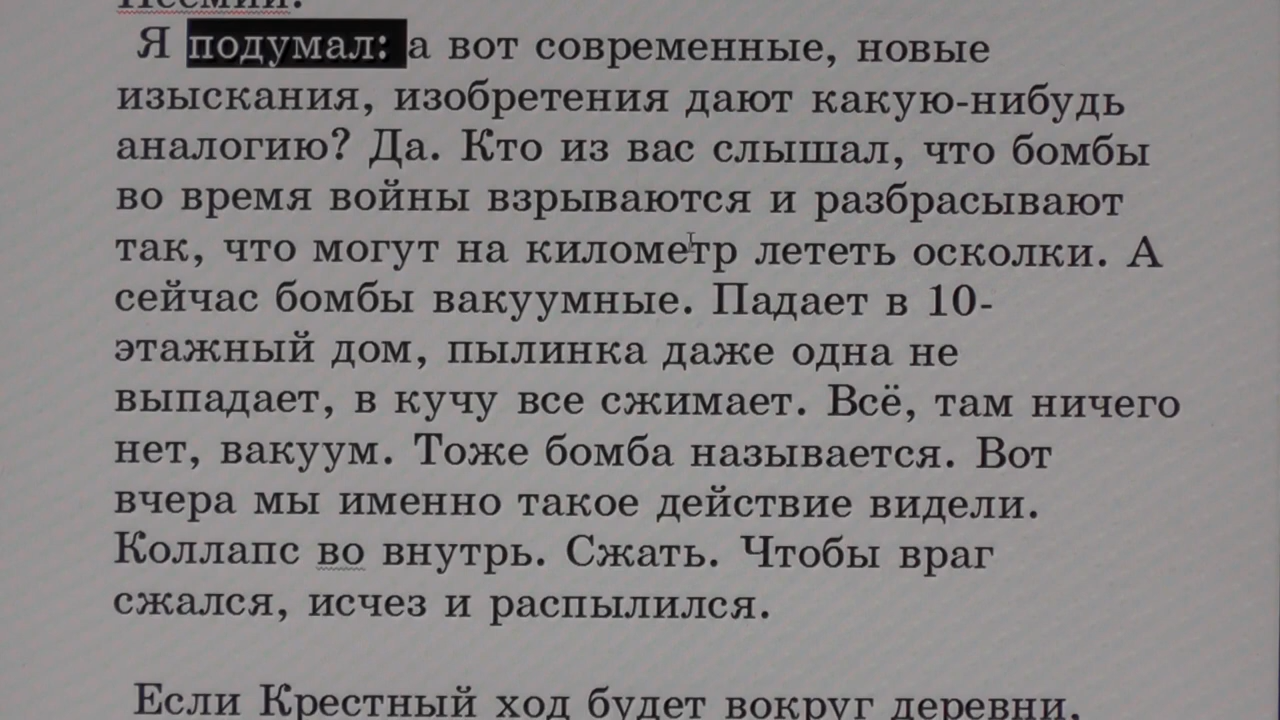 Я подумал: а вот современные, новые
изыскания, изобретения дают какую-нибудь
аналогию? Да. Кто из вас слышал, что бомбы
во время войны взрываются и разбрасывают
так, что могут на километр лететь осколки. А
сейчас бомбы вакуумные. Падает в 10-
этажный дом, пылинка даже одна не
выпадает, в кучу все сжимает. Всё, там ничего
нет, вакуум. Тоже бомба называется. Вот
вчера мы именно такое действие видели.
Коллапс во внутрь. Сжать. Чтобы враг
сжался, исчез и распылился.
Если Крестный ход будет вокруг деревни,